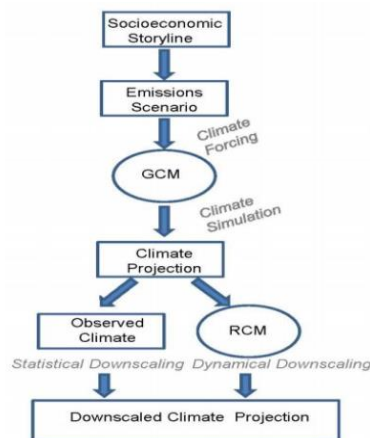 Socioeconomic
Storyline
Emissions
Scenario
Climate
Forcing
GCM
Climate
Simulation
Climate
Projection
Observed
Climate
RCM
Statistical Downscaling
Dynamical Downscaling
Downscaled Climate Projection